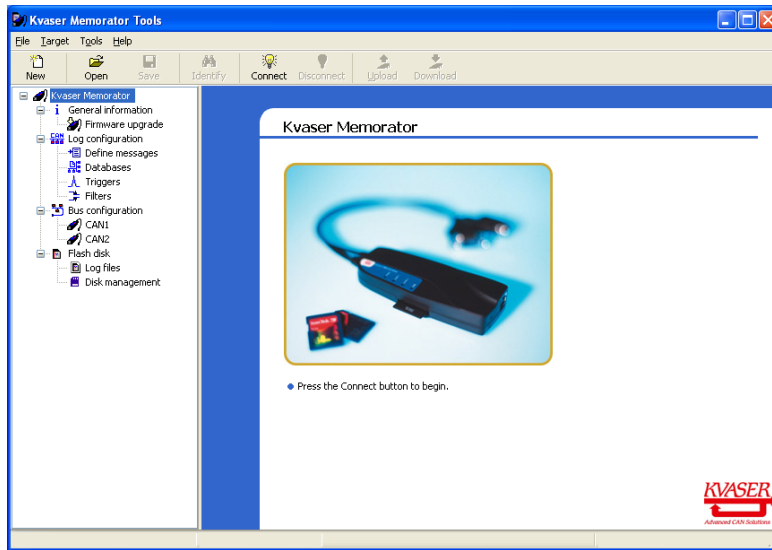 Kvaser Memorator Tools
File Target Tools Help
New Open Save Identify Connect Disconnect Upload Download
Kvaser Memorator
General information
Firmware upgrade
Log configuration
Define messages
Databases
Triggers
Filters
Bus configuration
CAN1
CAN2
Flash disk
Log files
Disk management
Kvaser Memorator
Press the Connect button to begin.
KVASER
Advanced CAN Solutions